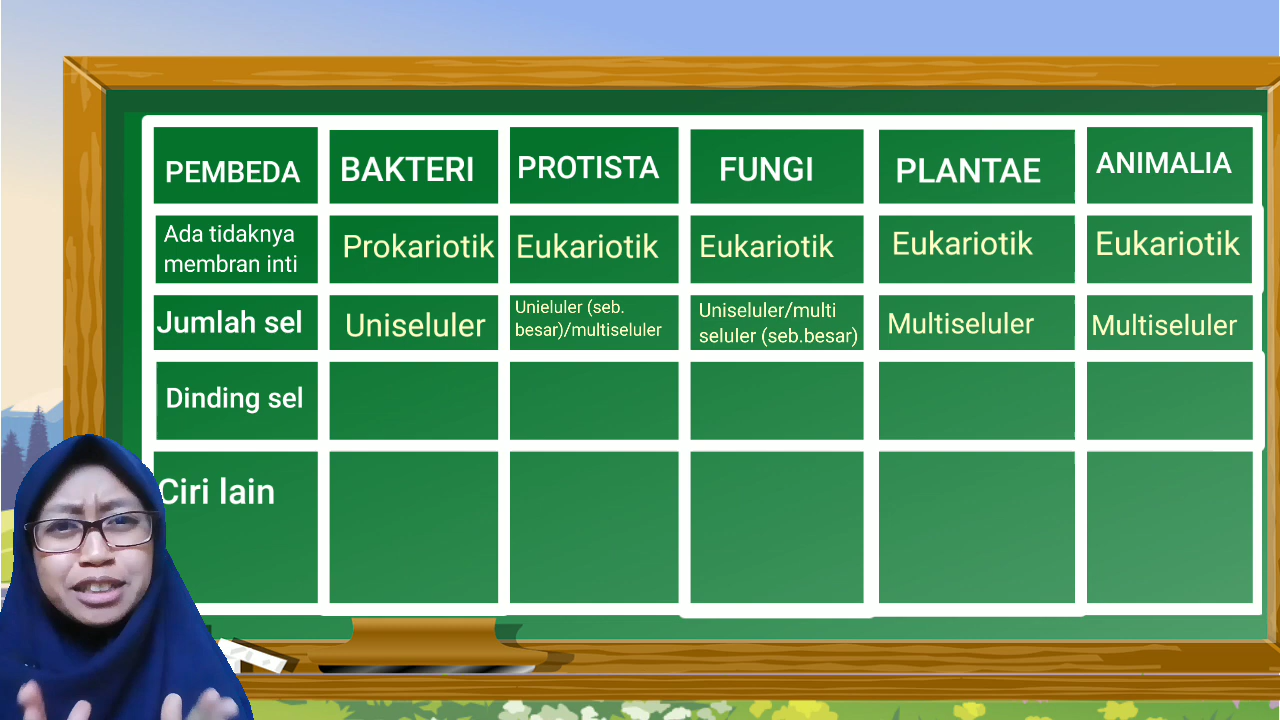 PEMBEDA
BAKTERI
PROTISTA
FUNGI
PLANTAE
ANIMALIA
Ada tidaknya
membran inti
Prokariotik
Eukariotik
Eukariotik
Eukariotik
Eukariotik
Jumlah sel
Uniseluler
Unieluler (seb.
besar)/multiseluler
Uniseluler/multi
seluler (seb.besar)
Multiseluler
Multiseluler
Dinding sel
Ciri lain